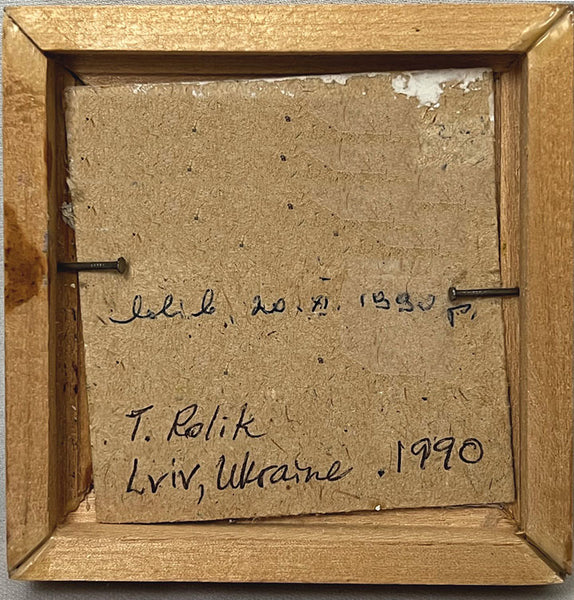 Львів, 20. XI. 1990 р.
T. Rolik
Lviv, Ukraine . 1990